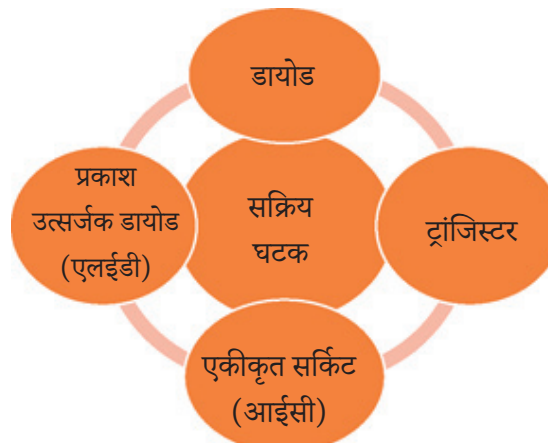 डायोड
प्रकाश
उत्सर्जक डायोड
(एलईडी)
सक्रिय
घटक
ट्रांजिस्टर
एकीकृत सर्किट
(आईसी)